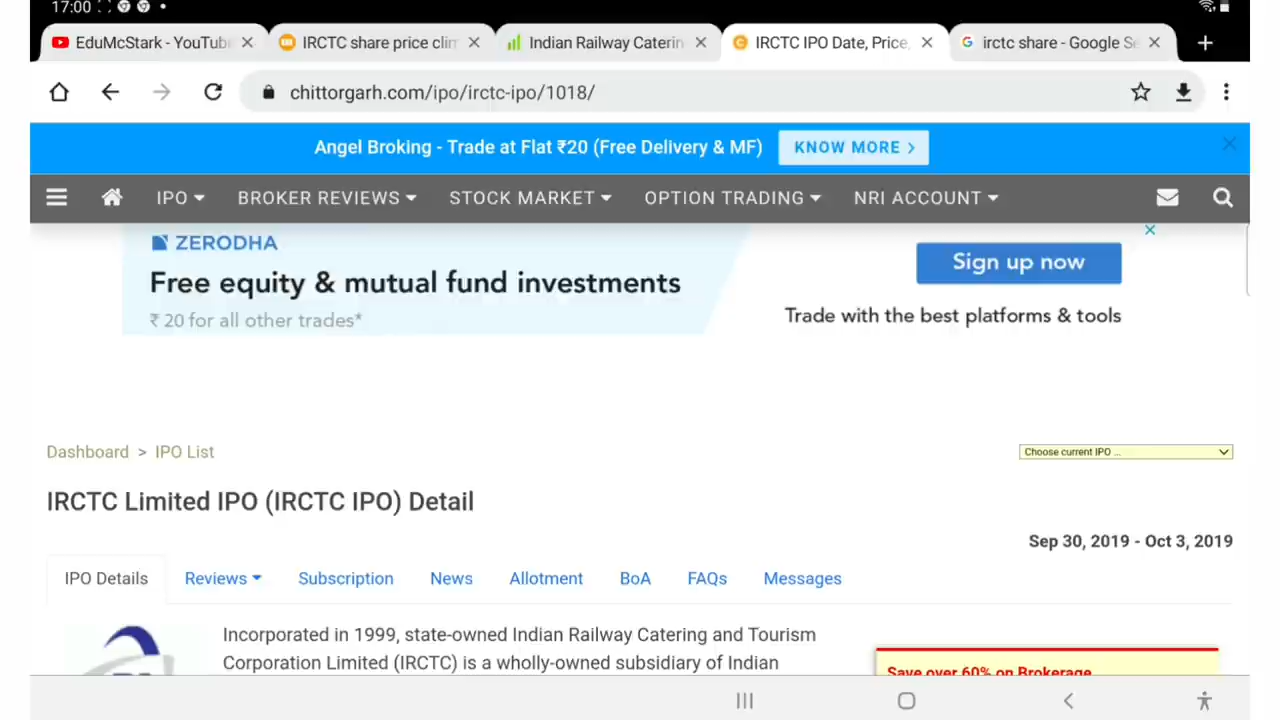 17:00
EduMcStark - YouTub
IRCTC share price clim
Indian Railway Caterin
IRCTC IPO Date, Price,
irctc share - Google Se
chittorgarh.com/ipo/irctc-ipo/1018/
Angel Broking - Trade at Flat ₹20 (Free Delivery & MF)
KNOW MORE >
IPO
BROKER REVIEWS
STOCK MARKET
OPTION TRADING
NRI ACCOUNT
ZERODHA
Free equity & mutual fund investments
₹ 20 for all other trades*
Sign up now
Trade with the best platforms & tools
Dashboard > IPO List
Choose current IPO ...
IRCTC Limited IPO (IRCTC IPO) Detail
Sep 30, 2019 - Oct 3, 2019
IPO Details
Reviews
Subscription
News
Allotment
BoA
FAQs
Messages
Incorporated in 1999, state-owned Indian Railway Catering and Tourism
Corporation Limited (IRCTC) is a wholly-owned subsidiary of Indian
Save over 60% on Brokerage